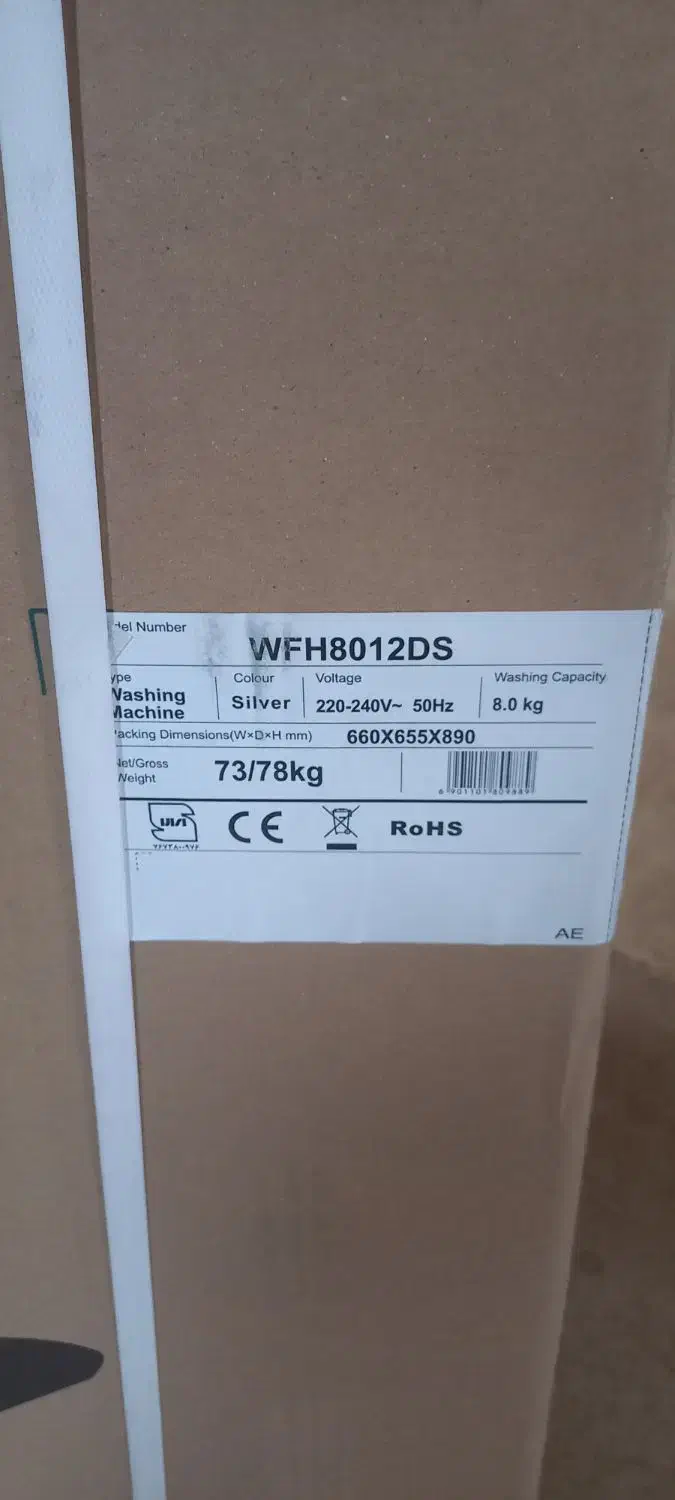 del Number
WFH8012DS
ype Colour Voltage Washing Capacity
Washing Machine Silver 220-240V~ 50Hz 8.0 kg
acking Dimensions(W×D×H mm) 660X655X890
Net/Gross Weight 73/78kg
CE RoHS
AE